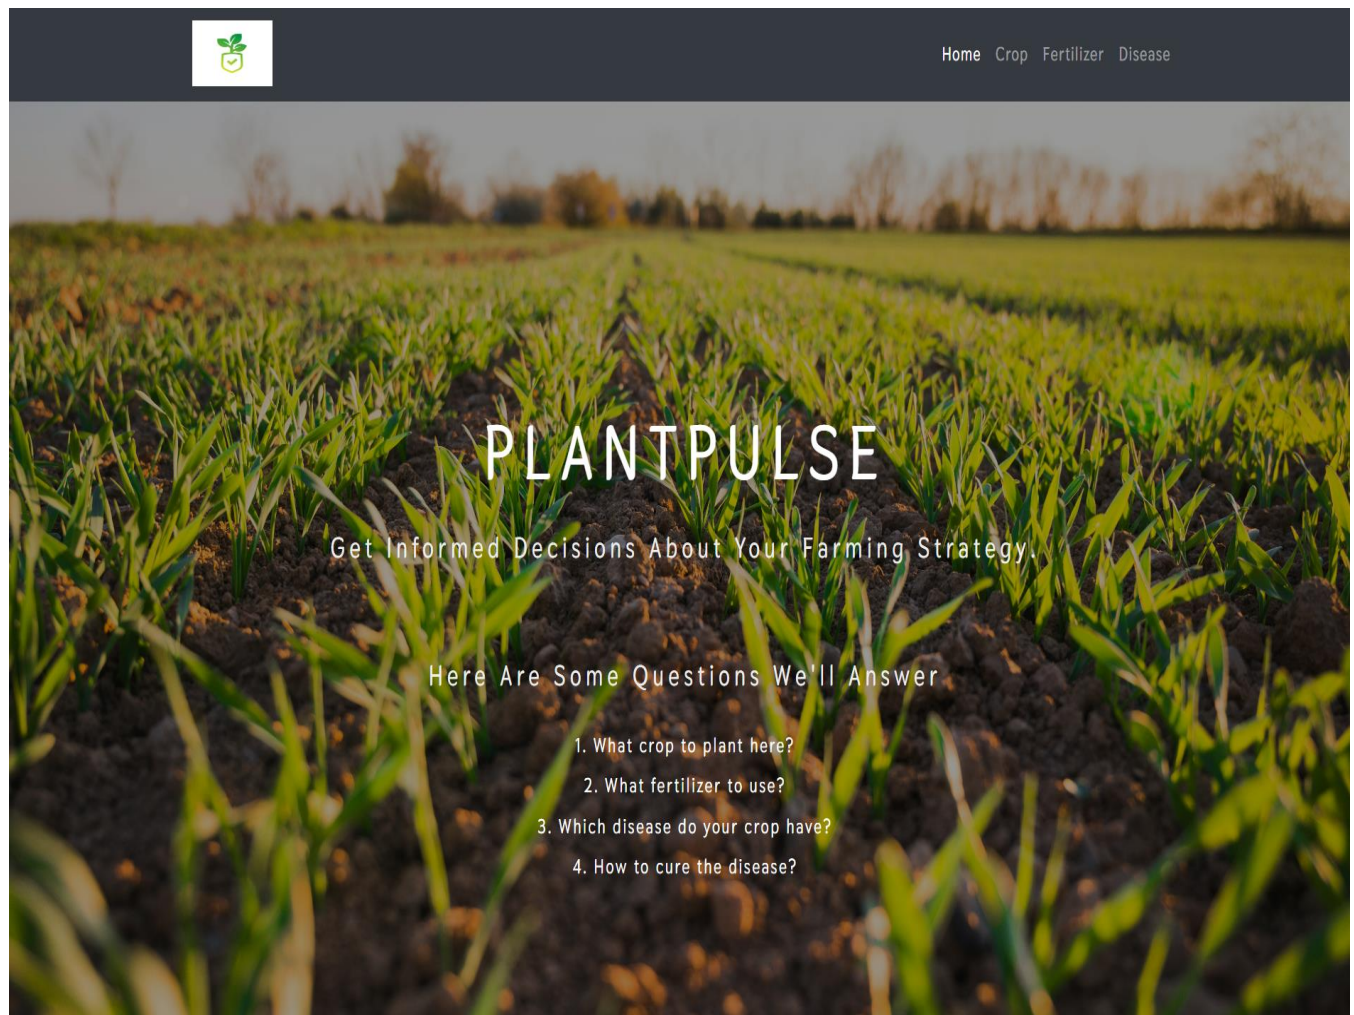 Home Crop Fertilizer Disease
PLANTPULSE
Get Informed Decisions About Your Farming Strategy.
Here Are Some Questions We'll Answer
1. What crop to plant here?
2. What fertilizer to use?
3. Which disease do your crop have?
4. How to cure the disease?